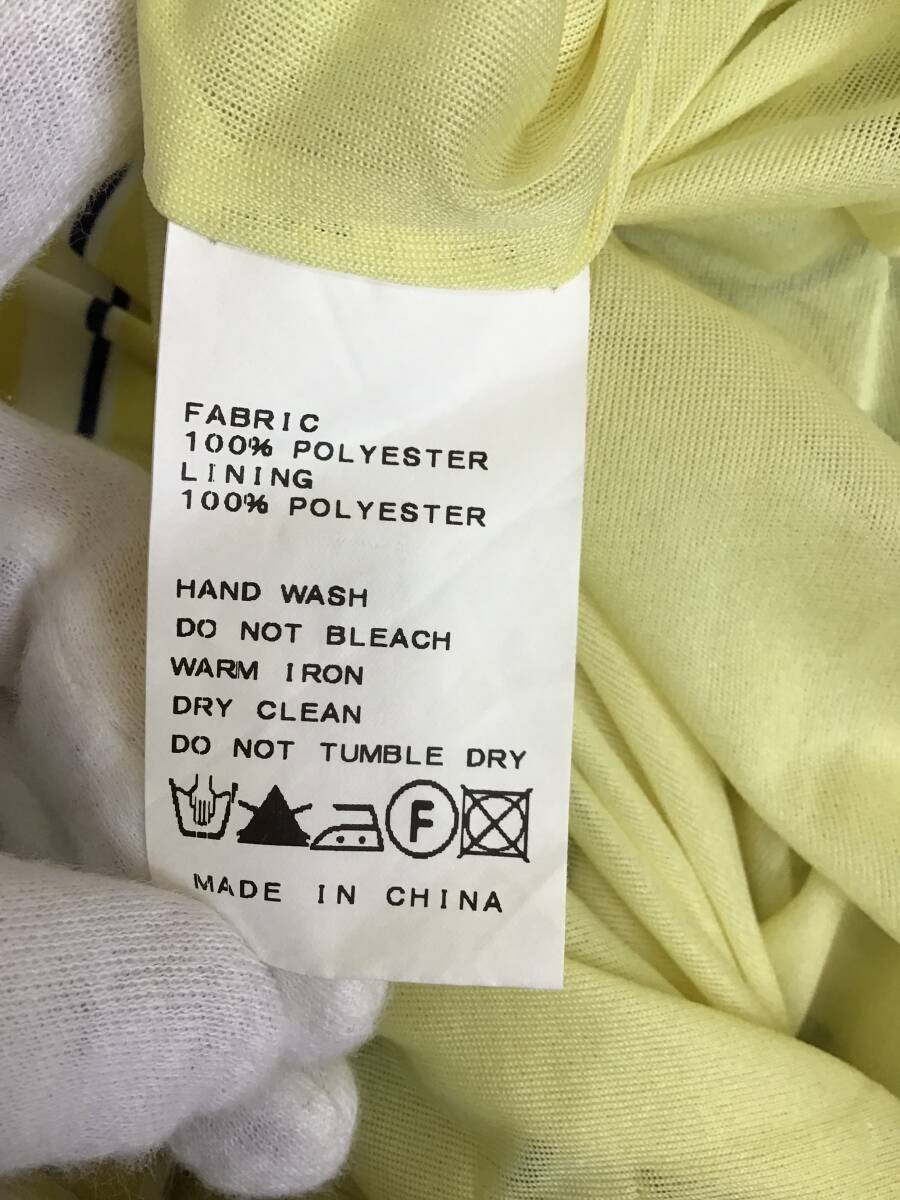 FABRIC
100% POLYESTER
LINING
100% POLYESTER
HAND WASH
DO NOT BLEACH
WARM IRON
DRY CLEAN
DO NOT TUMBLE DRY
F
MADE IN CHINA